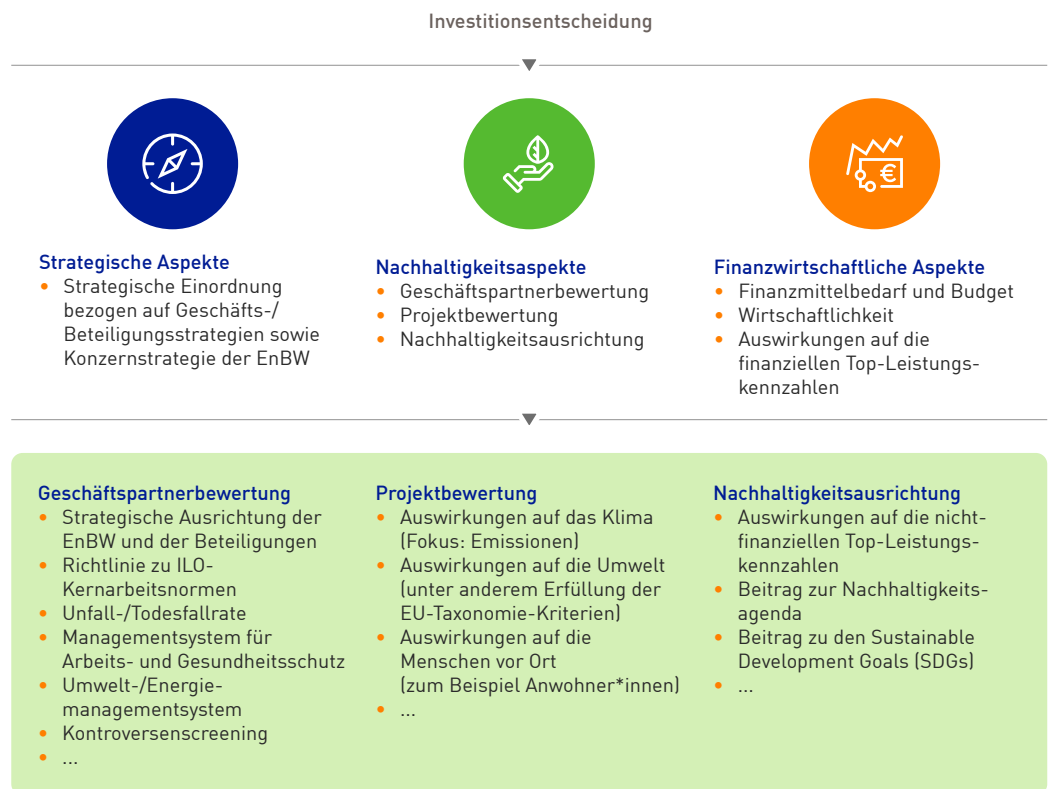 Investitionsentscheidung
€
Strategische Aspekte
• Strategische Einordnung
bezogen auf Geschäfts-/
Beteiligungsstrategien sowie
Konzernstrategie der EnBW
Nachhaltigkeitsaspekte
• Geschäftspartnerbewertung
• Projektbewertung
• Nachhaltigkeitsausrichtung
Finanzwirtschaftliche Aspekte
• Finanzmittelbedarf und Budget
• Wirtschaftlichkeit
• Auswirkungen auf die
finanziellen Top-Leistungs-
kennzahlen
Geschäftspartnerbewertung
• Strategische Ausrichtung der
EnBW und der Beteiligungen
• Richtlinie zu ILO-
Kernarbeitsnormen
• Unfall-/Todesfallrate
• Managementsystem für
Arbeits- und Gesundheitsschutz
• Umwelt-/Energie-
managementsystem
• Kontroversenscreening
• ...
Projektbewertung
• Auswirkungen auf das Klima
(Fokus: Emissionen)
• Auswirkungen auf die Umwelt
(unter anderem Erfüllung der
EU-Taxonomie-Kriterien)
• Auswirkungen auf die
Menschen vor Ort
(zum Beispiel Anwohner*innen)
• ...
Nachhaltigkeitsausrichtung
• Auswirkungen auf die nicht-
finanziellen Top-Leistungs-
kennzahlen
• Beitrag zur Nachhaltigkeits-
agenda
• Beitrag zu den Sustainable
Development Goals (SDGs)
• ...